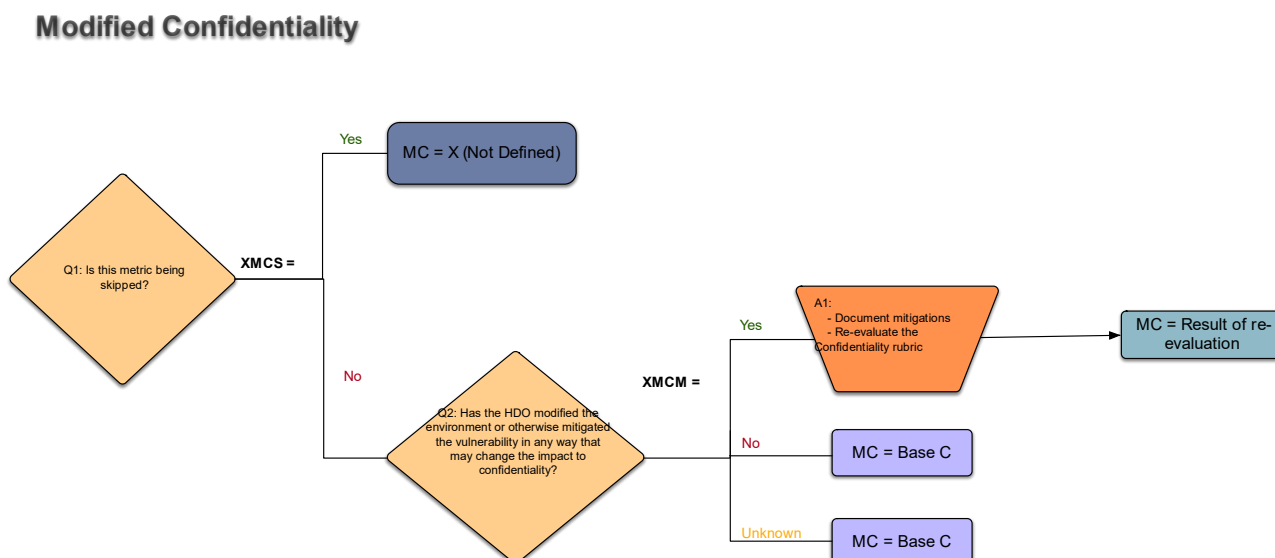 Modified Confidentiality
Yes
MC = X (Not Defined)
Q1: Is this metric being
skipped?
XMCS =
No
Q2: Has the HDO modified the
environment or otherwise mitigated
the vulnerability in any way that
may change the impact to
confidentiality?
XMCM =
Yes
A1:
- Document mitigations
- Re-evaluate the
Confidentiality rubric
MC = Result of re-
evaluation
No
MC = Base C
Unknown
MC = Base C